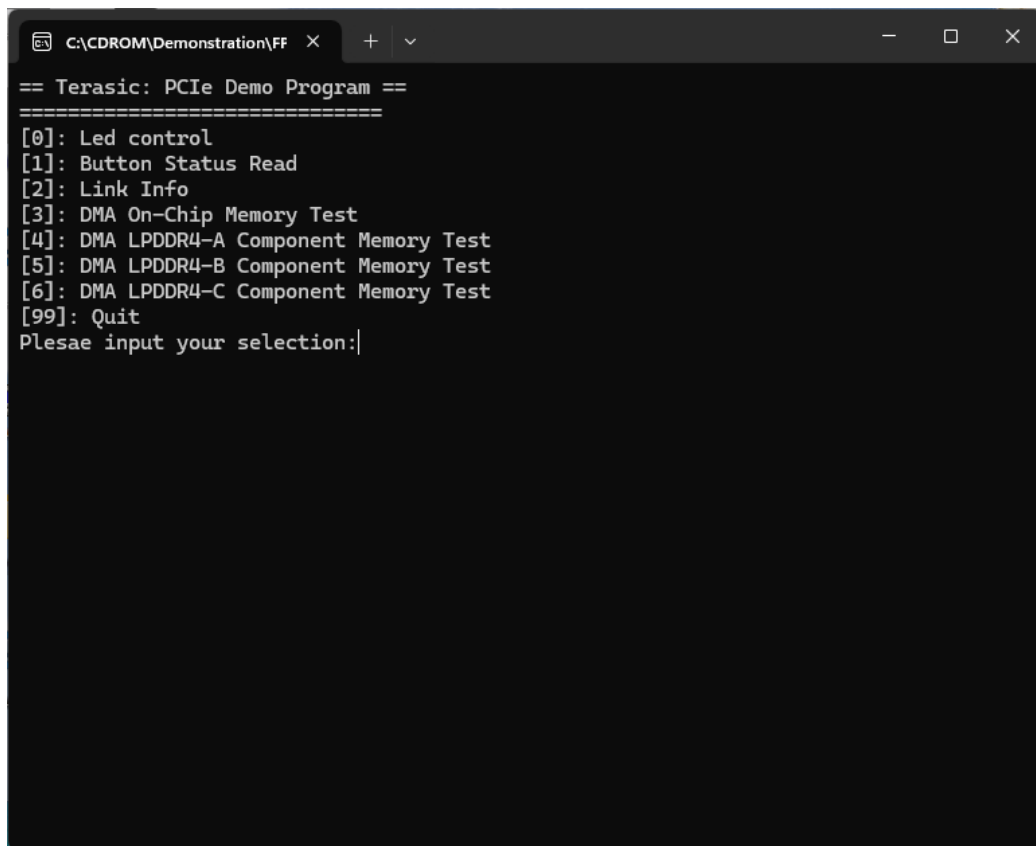 C:\CDROM\Demonstration\FF
== Terasic: PCIe Demo Program ==
==============================
[0]: Led control
[1]: Button Status Read
[2]: Link Info
[3]: DMA On-Chip Memory Test
[4]: DMA LPDDR4-A Component Memory Test
[5]: DMA LPDDR4-B Component Memory Test
[6]: DMA LPDDR4-C Component Memory Test
[99]: Quit
Plesae input your selection: